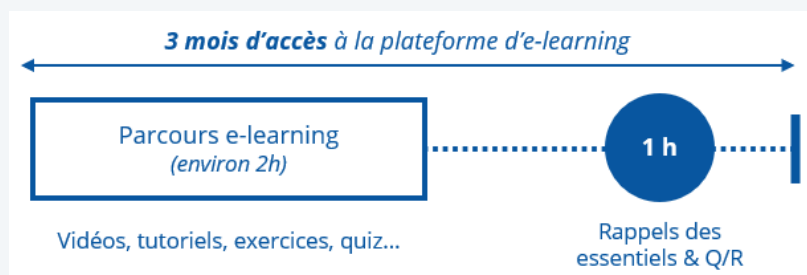 3 mois d’accès à la plateforme d’e-learning
Parcours e-learning
(environ 2h)
1 h
Vidéos, tutoriels, exercices, quiz...
Rappels des
essentiels & Q/R